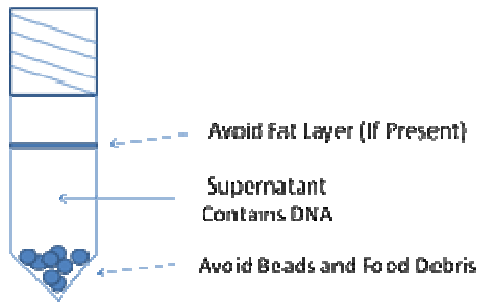 Avoid Fat Layer (If Present)
Supernatant
Contains DNA
Avoid Beads and Food Debris